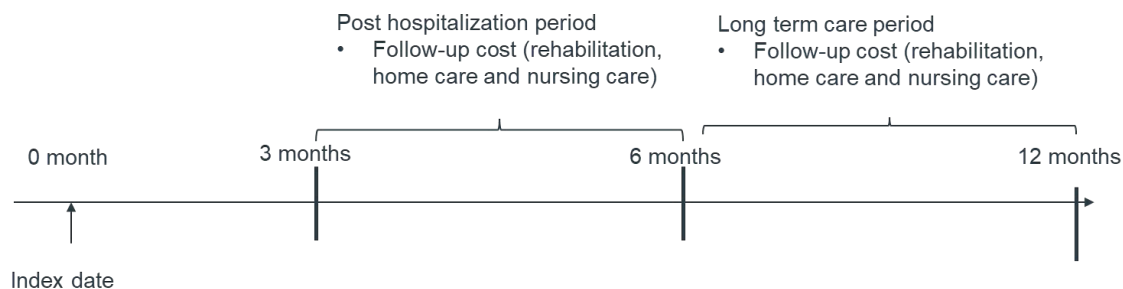 Post hospitalization period
• Follow-up cost (rehabilitation,
home care and nursing care)
Long term care period
• Follow-up cost (rehabilitation,
home care and nursing care)
0 month
3 months
6 months
12 months
Index date